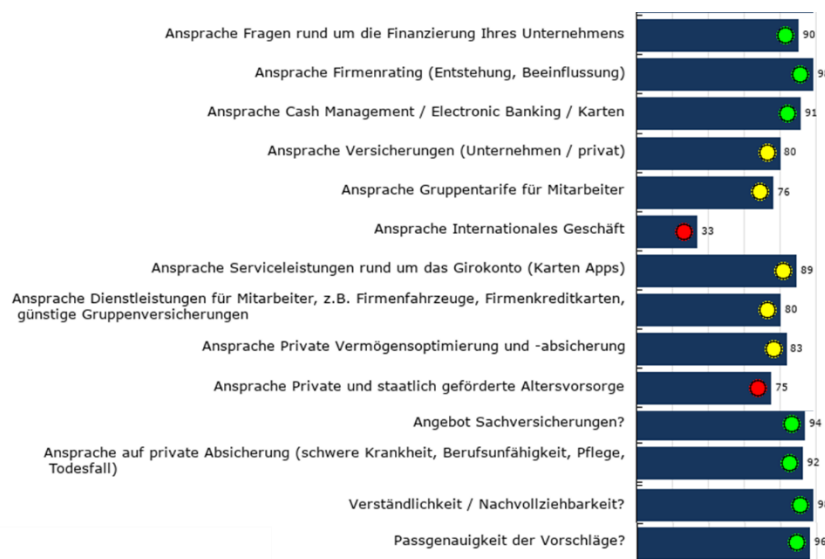 Ansprache Fragen rund um die Finanzierung Ihres Unternehmens 90
Ansprache Firmenrating (Entstehung, Beeinflussung)
Ansprache Cash Management / Electronic Banking / Karten 91
Ansprache Versicherungen (Unternehmen / privat) 80
Ansprache Gruppentarife für Mitarbeiter 76
Ansprache Internationales Geschäft 33
Ansprache Serviceleistungen rund um das Girokonto (Karten Apps) 89
Ansprache Dienstleistungen für Mitarbeiter, z.B. Firmenfahrzeuge, Firmenkreditkarten,
günstige Gruppenversicherungen 80
Ansprache Private Vermögensoptimierung und -absicherung 83
Ansprache Private und staatlich geförderte Altersvorsorge 75
Angebot Sachversicherungen? 94
Ansprache auf private Absicherung (schwere Krankheit, Berufsunfähigkeit, Pflege,
Todesfall) 92
Verständlichkeit / Nachvollziehbarkeit?
Passgenauigkeit der Vorschläge? 96